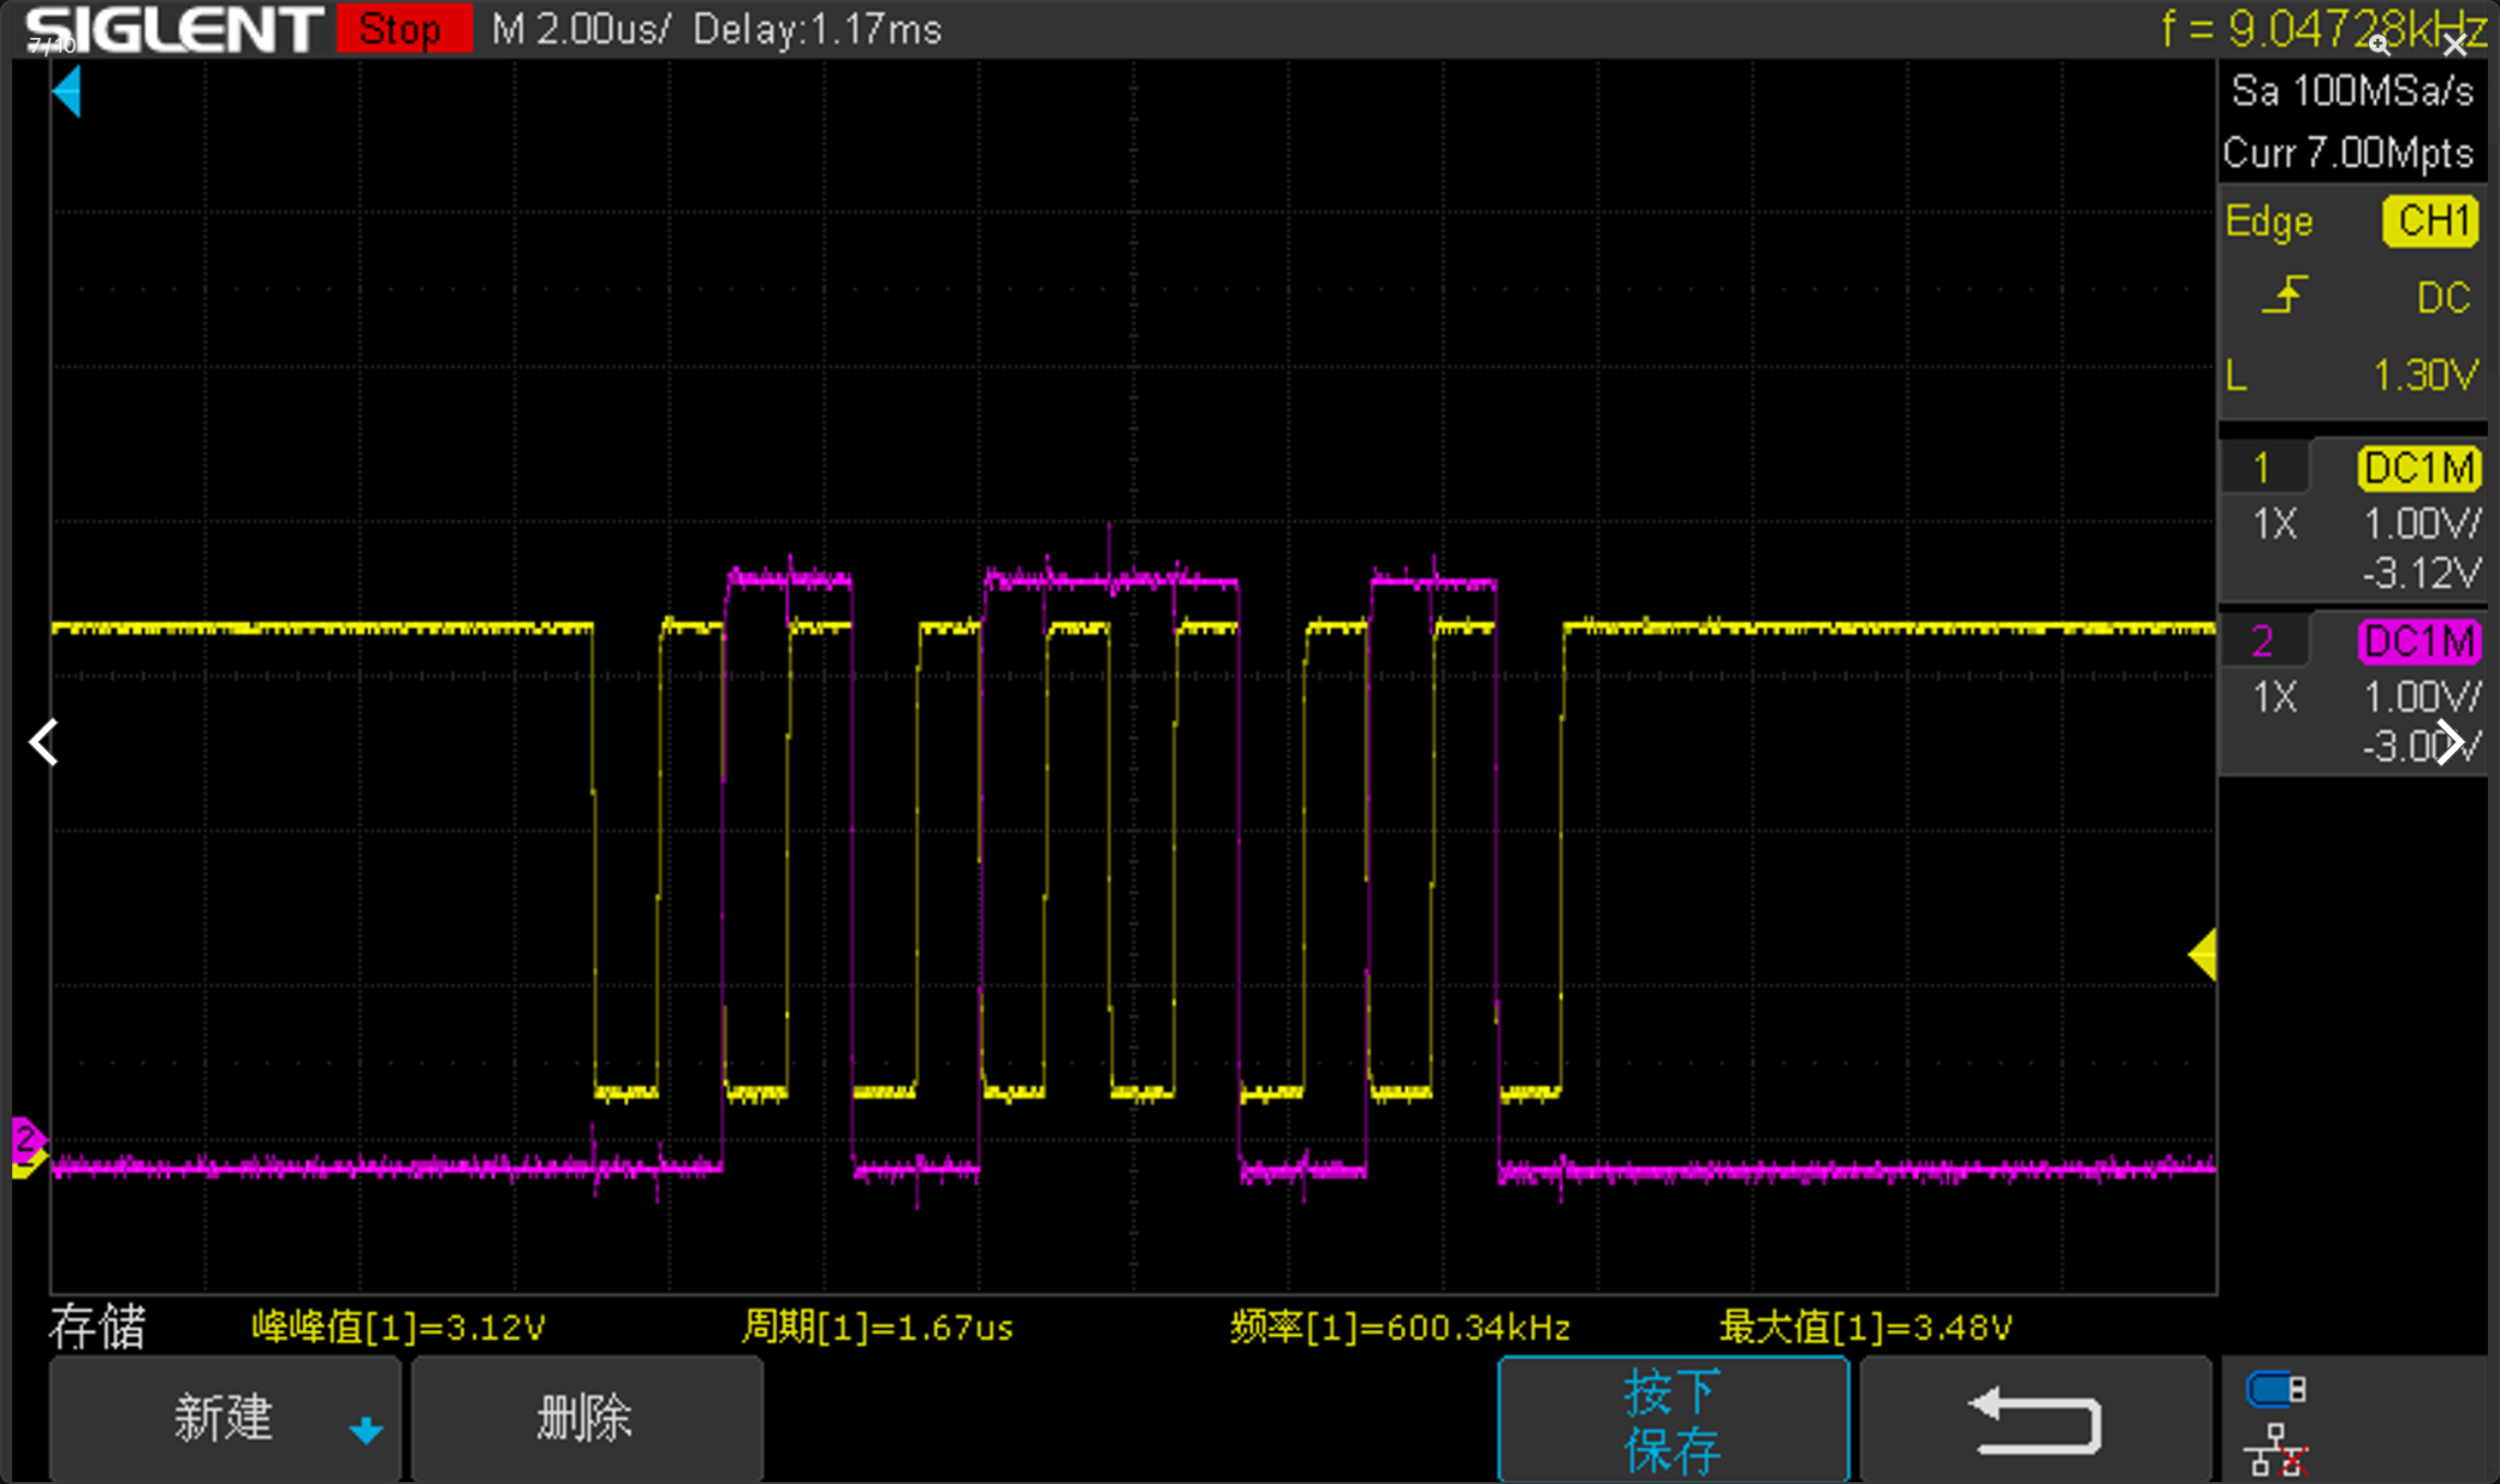 SIGLENT Stop M 2.00us/ Delay:1.17ms f = 9.04728kHz
7/10
Sa 100MSa/s
Curr 7.00Mpts
Edge CH1
DC
L 1.30V
1 DC1M
1X 1.00V/
-3.12V
2 DC1M
1X 1.00V/
-3.00V
2
存储 峰峰值[1]=3.12V 周期[1]=1.67us 频率[1]=600.34kHz 最大值[1]=3.48V
新建 删除 按下
保存